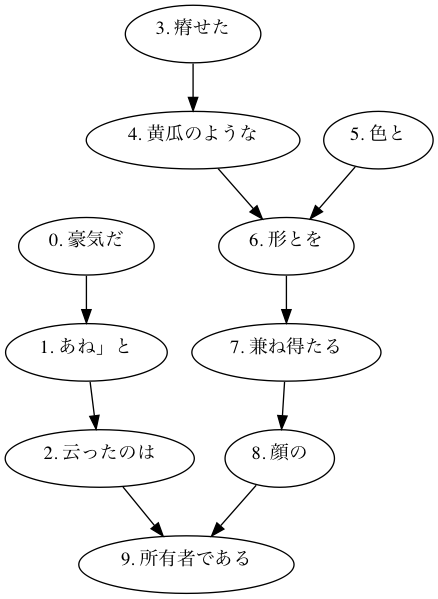 3. 瘠せた
4. 黄瓜のような
5. 色と
0. 豪気だ
6. 形とを
1. あね」と
7. 兼ね得たる
2. 云ったのは
8. 顔の
9. 所有者である